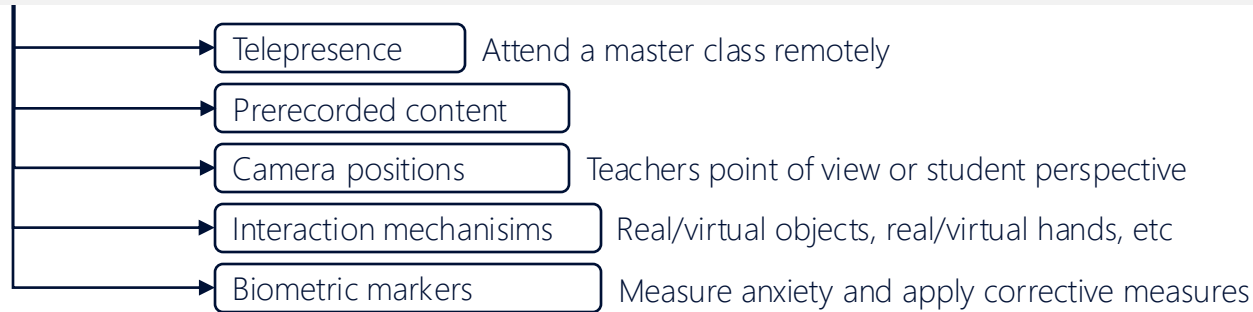 Telepresence Attend a master class remotely
Prerecorded content
Camera positions Teachers point of view or student perspective
Interaction mechanisims Real/virtual objects, real/virtual hands, etc
Biometric markers Measure anxiety and apply corrective measures